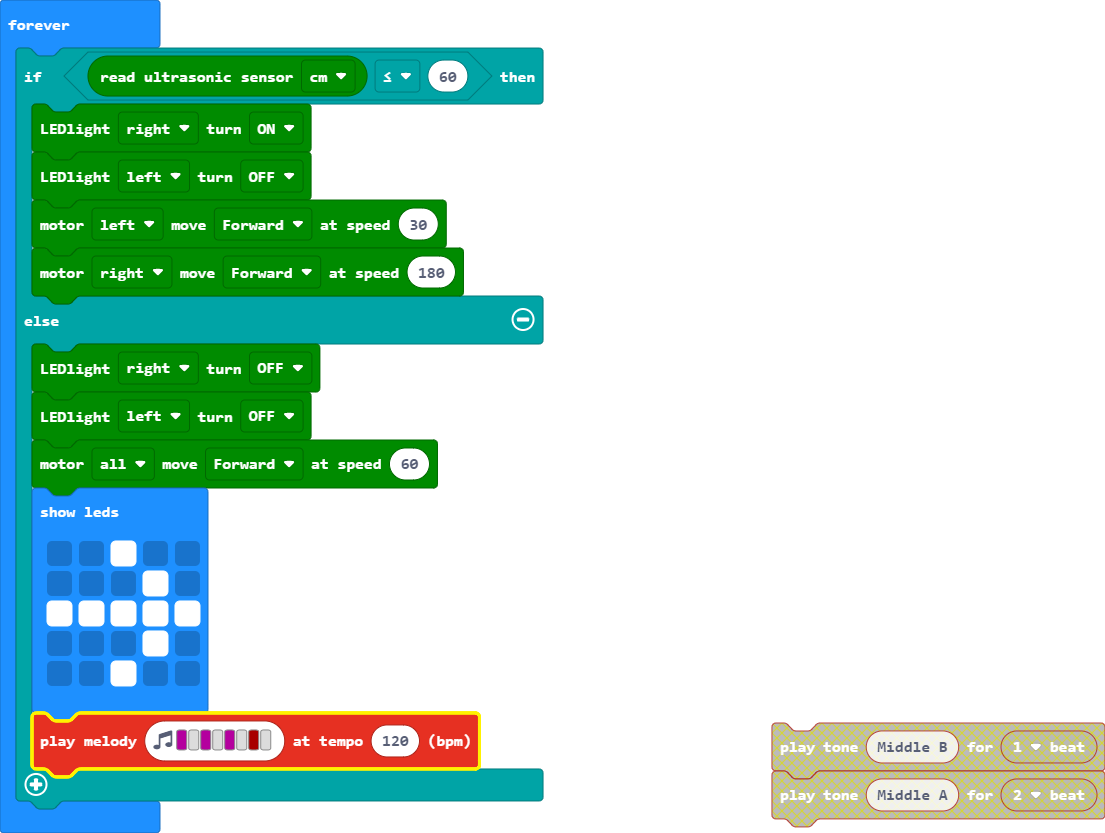 forever
if read ultrasonic sensor cm ≤ 60 then
LEDlight right turn ON
LEDlight left turn OFF
motor left move Forward at speed 30
motor right move Forward at speed 180
else
LEDlight right turn OFF
LEDlight left turn OFF
motor all move Forward at speed 60
show leds
play melody at tempo 120 (bpm)
play tone Middle B for 1 beat
play tone Middle A for 2 beat